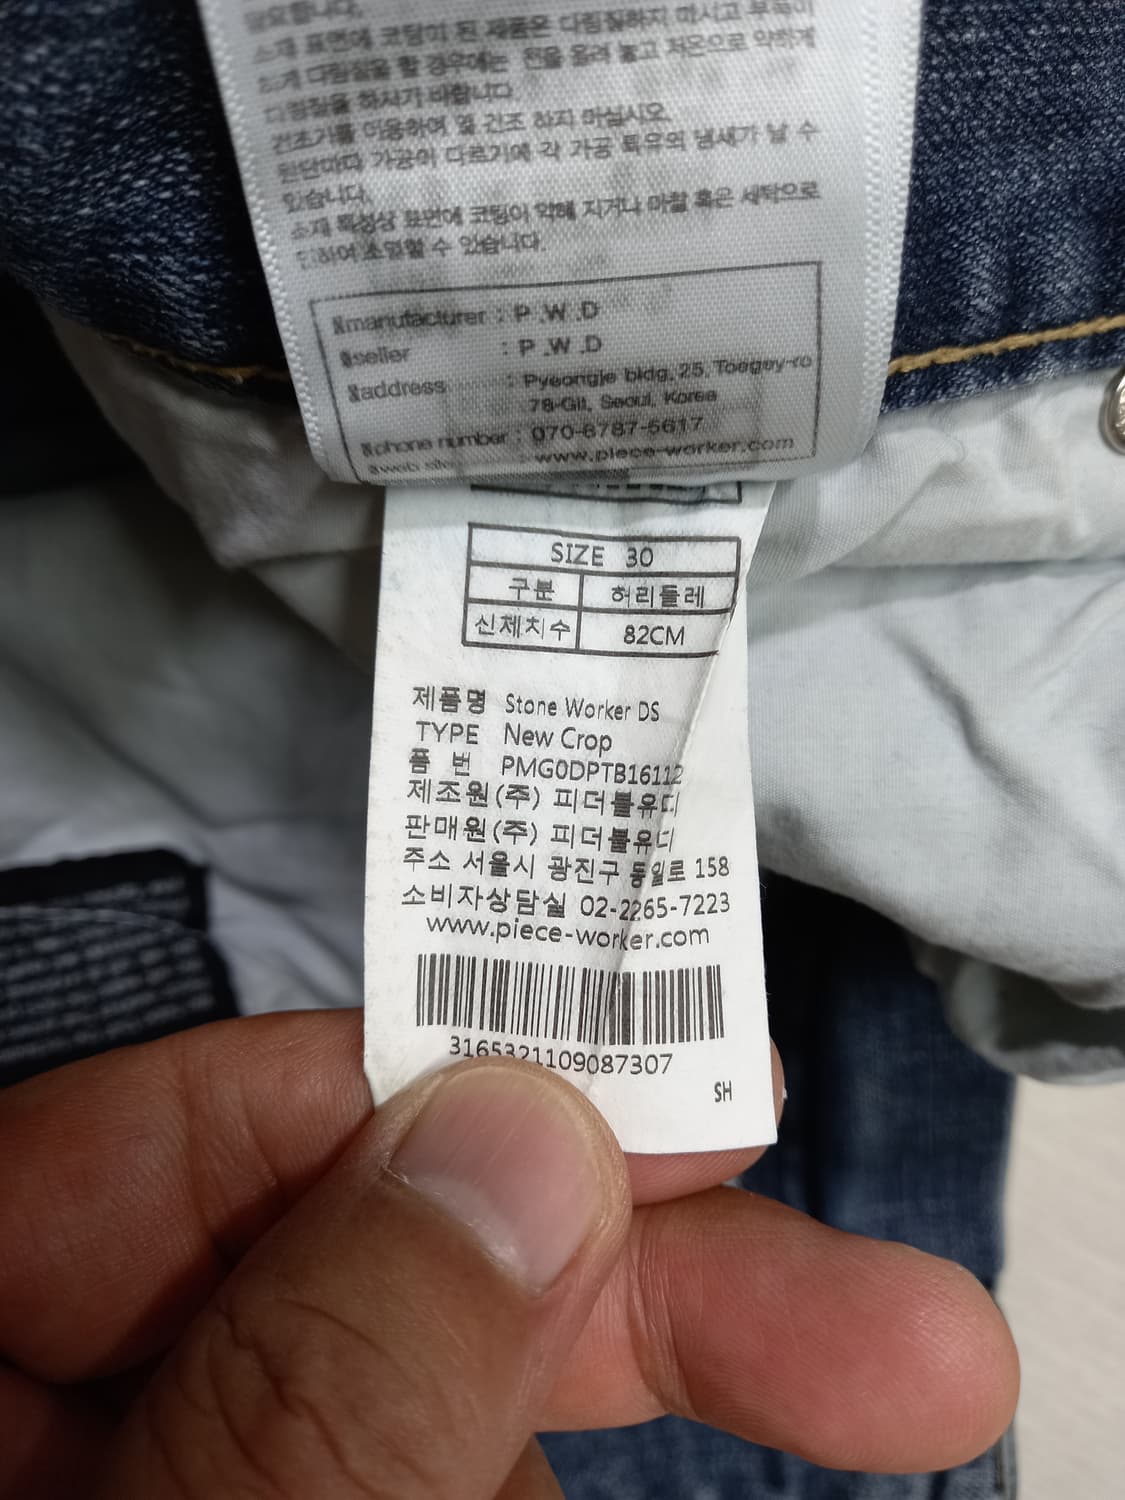 소재 표면에 코팅이 된 제품은 다림질하지 마시고 부득이
하게 다림질을 할 경우에는 천을 올려 놓고 저온으로 약하게
다림질을 하시기 바랍니다
건조기를 이용하여 열 건조 하지 마십시오.
원단마다 가공이 다르기에 각 가공 특유의 냄새가 날 수
있습니다.
소재 특성상 표면에 코팅이 약해 지거나 마찰 혹은 세탁으로
인하여 소멸할 수 있습니다.
manufacturer : P .W .D
seller : P .W .D
address : Pyeongje bldg, 25, Toegey-ro
78-Gil, Seoul, Korea
phone number : 070-8787-5617
web site : www.piece-worker.com
SIZE 30
구분 허리둘레
신체치수 82CM
제품명 Stone Worker DS
TYPE New Crop
품 번 PMG0DPTB16112
제조원(주) 피더블유디
판매원(주) 피더블유디
주소 서울시 광진구 동일로 158
소비자상담실 02-2265-7223
www.piece-worker.com
3165321109087307
SH